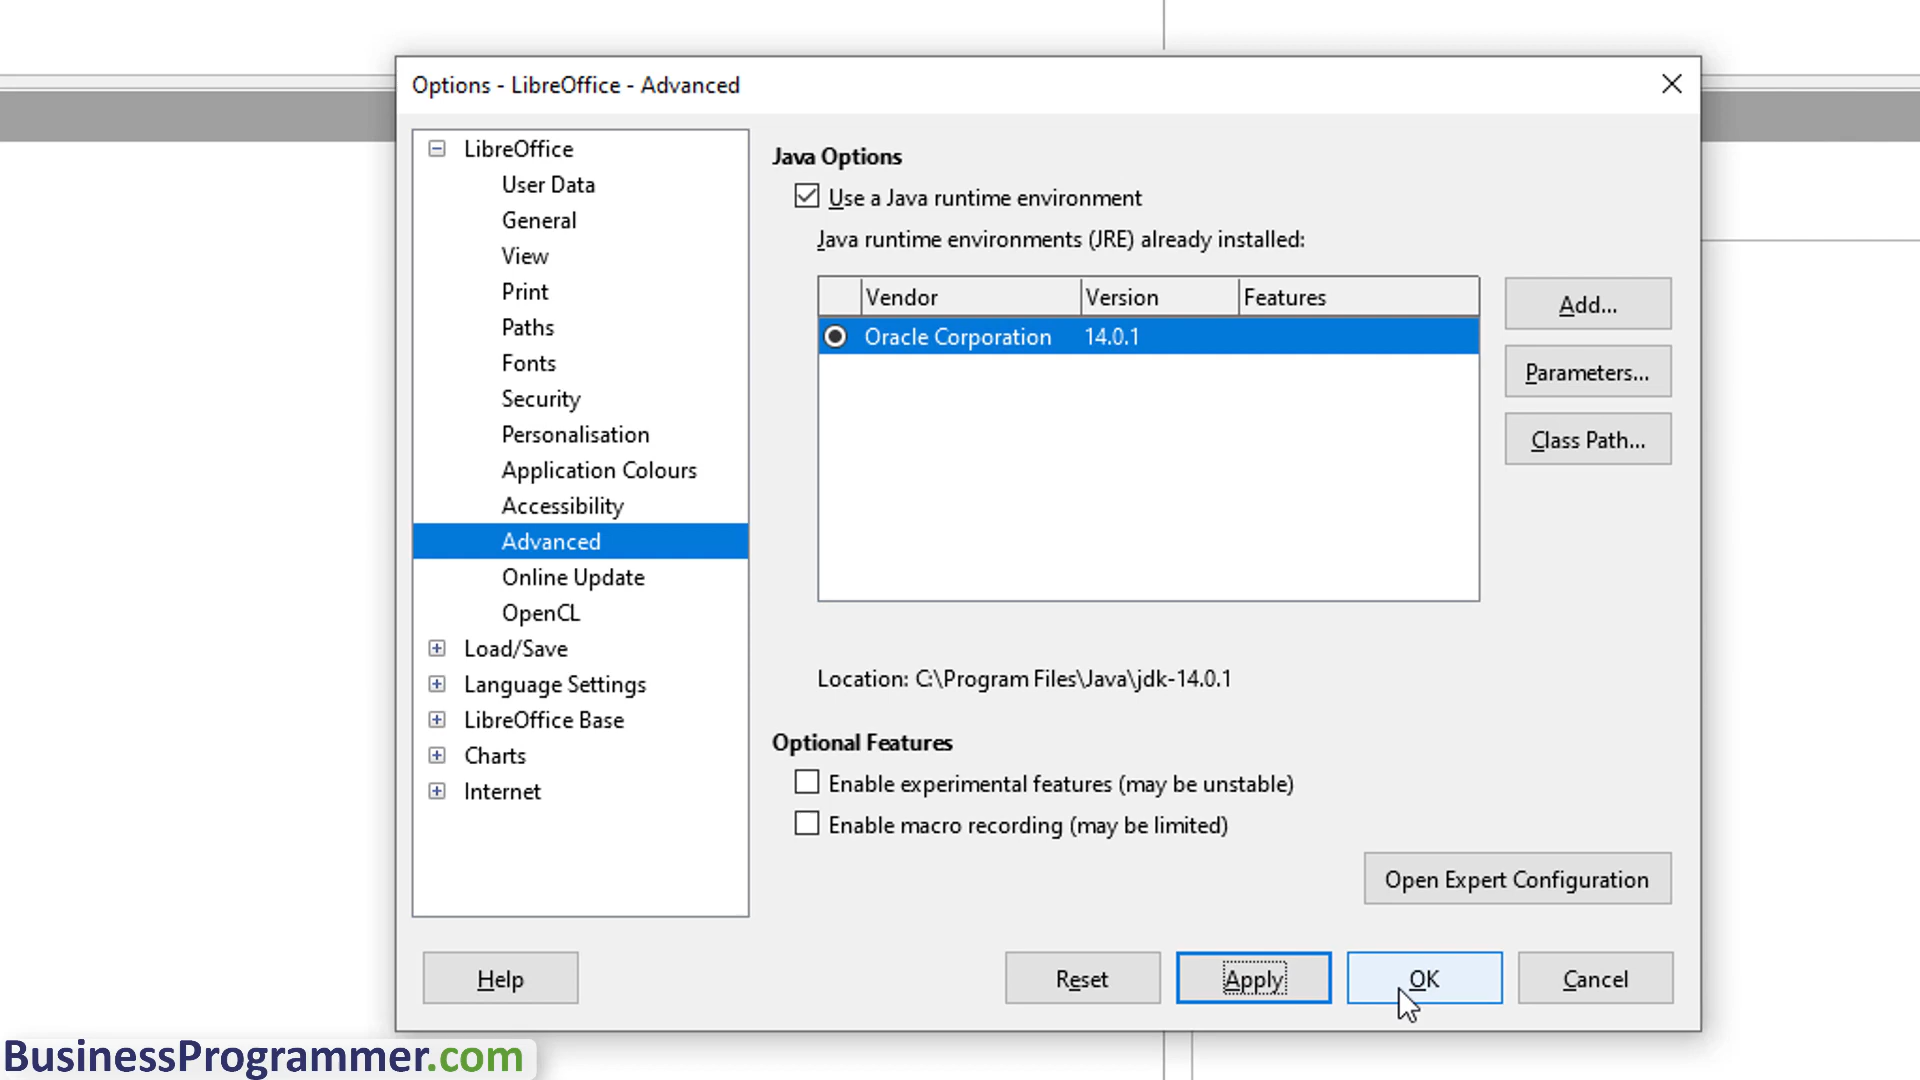 Options - LibreOffice - Advanced
LibreOffice
User Data
General
View
Print
Paths
Fonts
Security
Personalisation
Application Colours
Accessibility
Advanced
Online Update
OpenCL
Load/Save
Language Settings
LibreOffice Base
Charts
Internet
Java Options
Use a Java runtime environment
Java runtime environments (JRE) already installed:
Vendor Version Features
Oracle Corporation 14.0.1
Add...
Parameters...
Class Path...
Location: C:\Program Files\Java\jdk-14.0.1
Optional Features
Enable experimental features (may be unstable)
Enable macro recording (may be limited)
Open Expert Configuration
Help Reset Apply OK Cancel
BusinessProgrammer.com